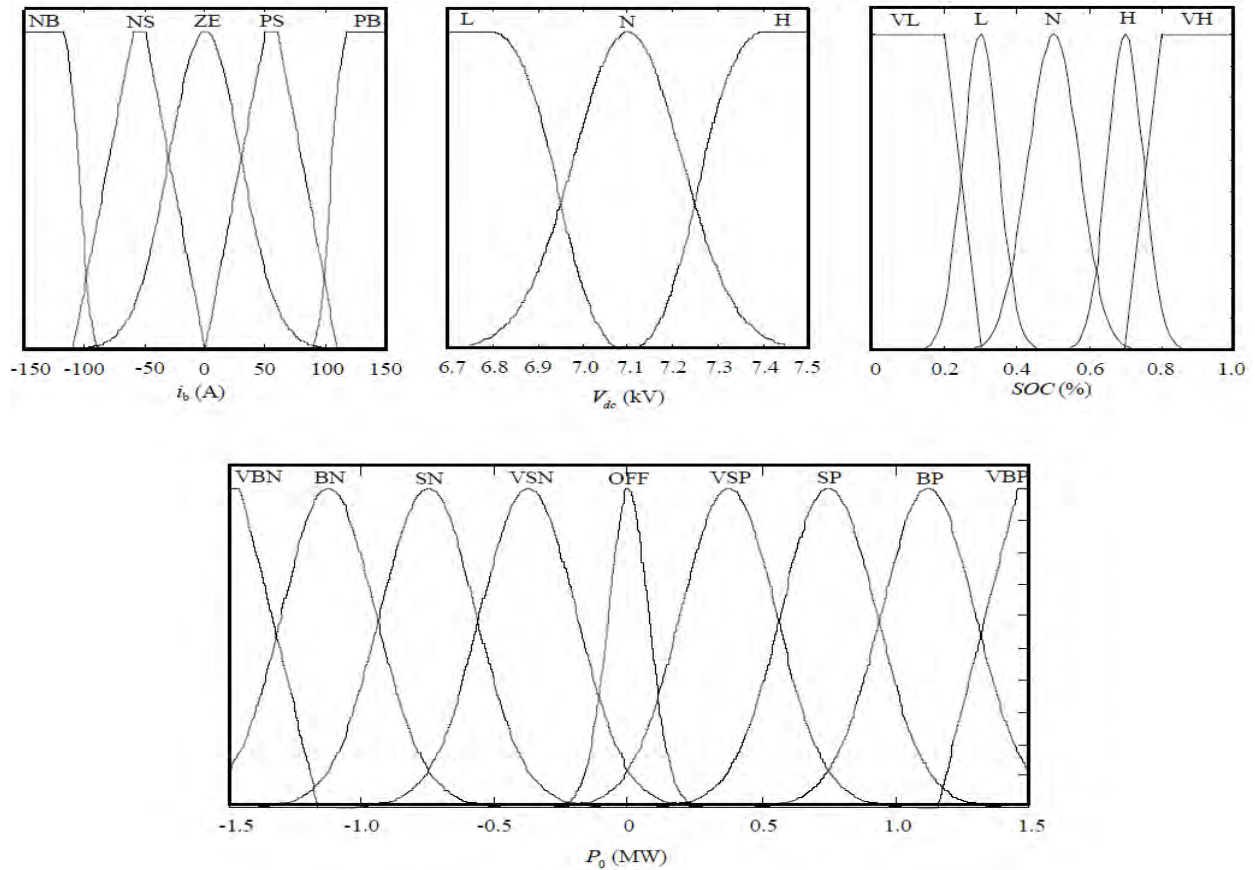 NB NS ZE PS PB
L N H
VL L N H VH
-150 -100 -50 0 50 100 150
6.7 6.8 6.9 7.0 7.1 7.2 7.3 7.4 7.5
0 0.2 0.4 0.6 0.8 1.0
i_b (A)
V_dc (kV)
SOC (%)
VBN BN SN VSN OFF VSP SP BP VBP
-1.5 -1.0 -0.5 0 0.5 1.0 1.5
P_0 (MW)